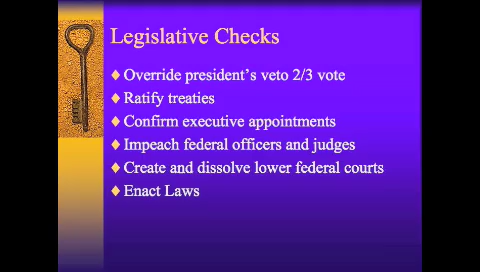 Legislative Checks
♦Override president's veto 2/3 vote
♦Ratify treaties
♦Confirm executive appointments
♦Impeach federal officers and judges
♦Create and dissolve lower federal courts
♦Enact Laws